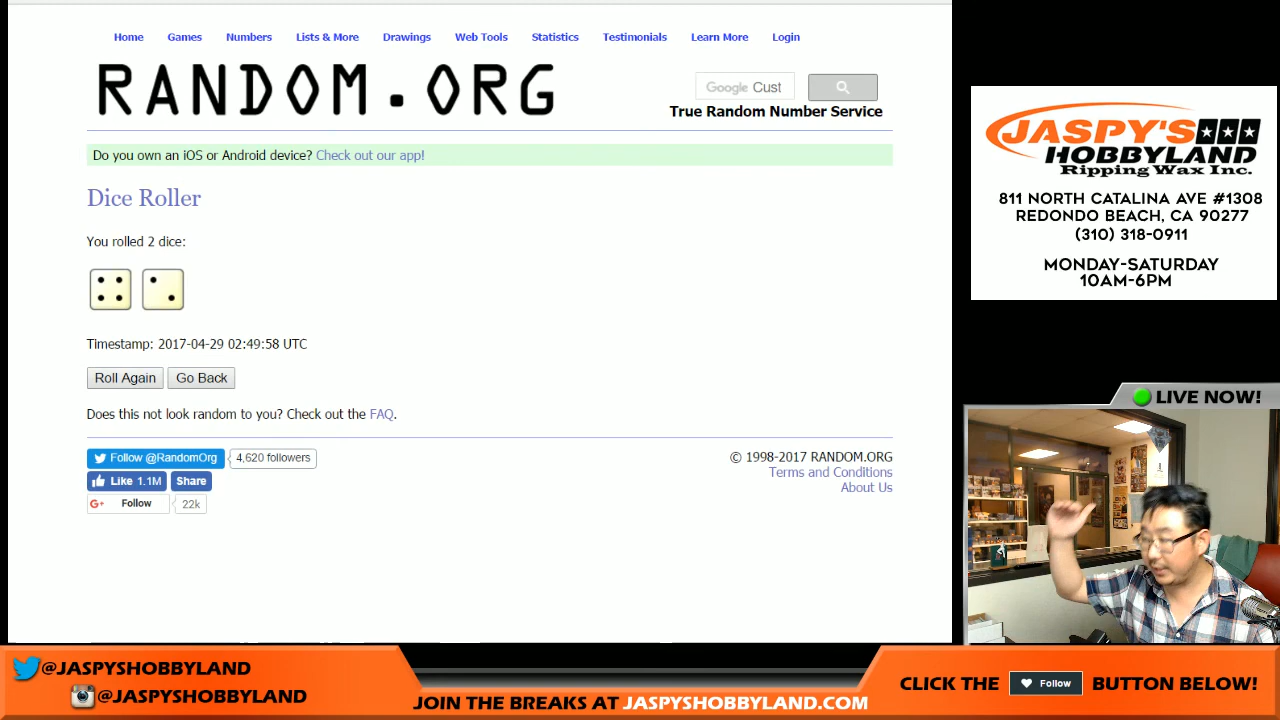 Home Games Numbers Lists & More Drawings Web Tools Statistics Testimonials Learn More Login
RANDOM.ORG
Google Cust
True Random Number Service
Do you own an iOS or Android device? Check out our app!
Dice Roller
You rolled 2 dice:
Timestamp: 2017-04-29 02:49:58 UTC
Roll Again Go Back
Does this not look random to you? Check out the FAQ.
Follow @RandomOrg 4,620 followers
Like 1.1M Share
G+ Follow 22k
© 1998-2017 RANDOM.ORG
Terms and Conditions
About Us
JASPY'S
HOBBYLAND
Ripping Wax Inc.
811 NORTH CATALINA AVE #1308
REDONDO BEACH, CA 90277
(310) 318-0911
MONDAY-SATURDAY
10AM-6PM
LIVE NOW!
@JASPYSHOBBYLAND
@JASPYSHOBBYLAND
JOIN THE BREAKS AT JASPYSHOBBYLAND.COM
CLICK THE Follow BUTTON BELOW!